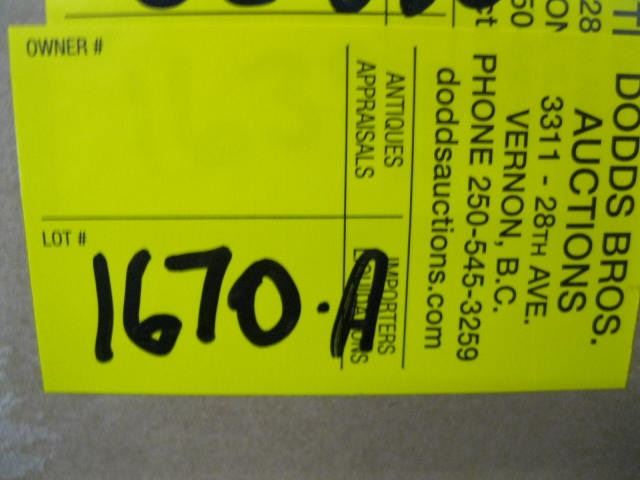 DODDS BROS.
AUCTIONS
3311 - 28TH AVE.
VERNON, B.C.
PHONE 250-545-3259
doddsauctions.com
ANTIQUES IMPORTERS
APPRAISALS LIQUIDATIONS
OWNER #
LOT #
1670.A